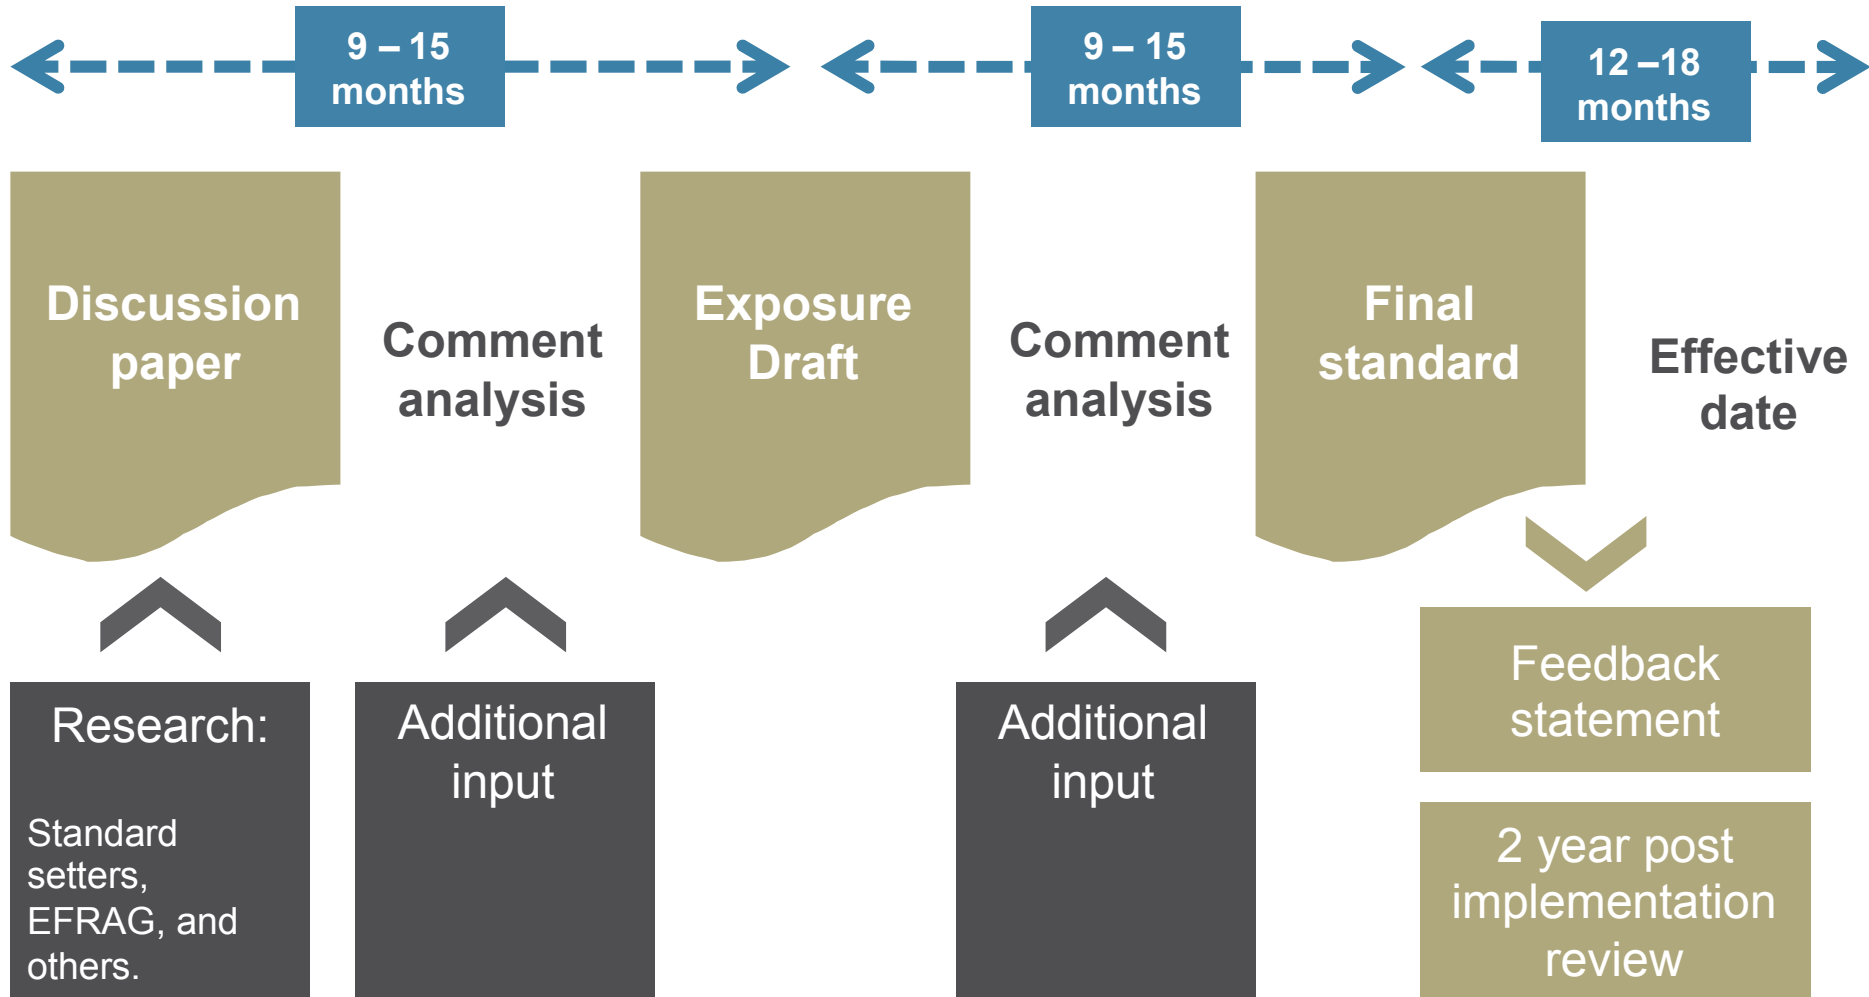 9 – 15
months
9 – 15
months
12 –18
months
Discussion
paper
Comment
analysis
Exposure
Draft
Comment
analysis
Final
standard
Effective
date
Research:
Standard
setters,
EFRAG, and
others.
Additional
input
Additional
input
Feedback
statement
2 year post
implementation
review